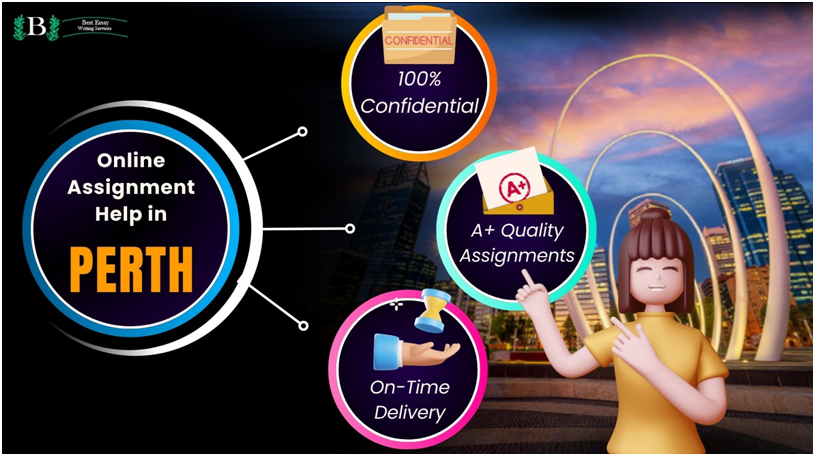 B
Best Essay
Writing Services
Online
Assignment
Help in
PERTH
CONFIDENTIAL
100%
Confidential
A+
A+ Quality
Assignments
On-Time
Delivery